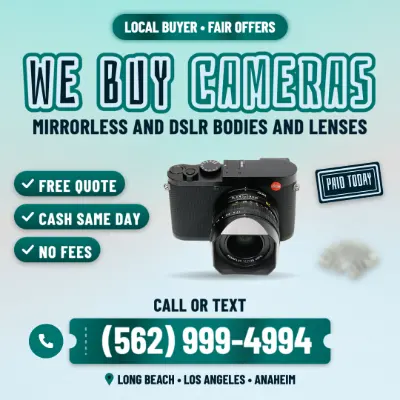 LOCAL BUYER • FAIR OFFERS
WE BUY CAMERAS
MIRRORLESS AND DSLR BODIES AND LENSES
FREE QUOTE
CASH SAME DAY
NO FEES
PAID TODAY
CALL OR TEXT
(562) 999-4994
LONG BEACH • LOS ANGELES • ANAHEIM